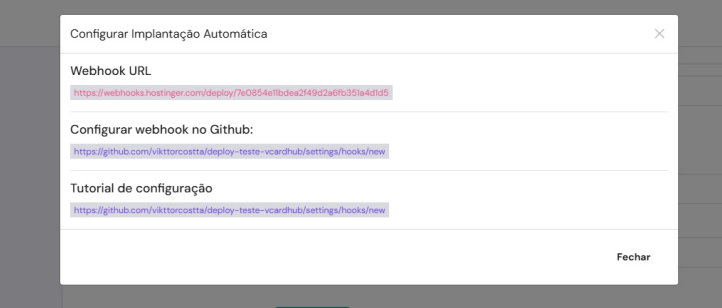 Configurar Implantação Automática
Webhook URL
https://webhooks.hostinger.com/deploy/7e0854e11bdea2f49d2a6fb351a4d1d5
Configurar webhook no Github:
https://github.com/vikttorcostta/deploy-teste-vcardhub/settings/hooks/new
Tutorial de configuração
https://github.com/vikttorcostta/deploy-teste-vcardhub/settings/hooks/new
Fechar